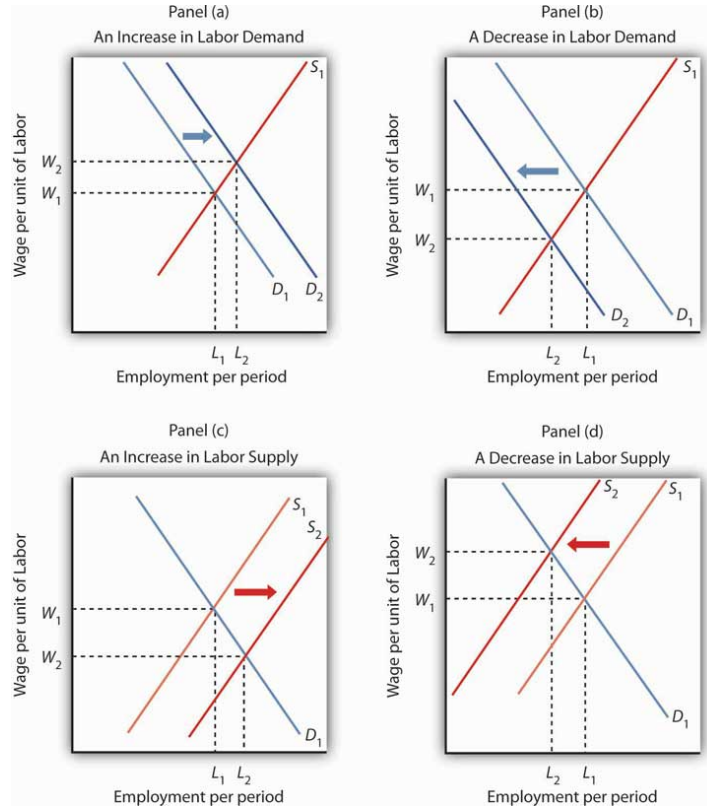 Panel (a)
An Increase in Labor Demand
Wage per unit of Labor
S1
W2
W1
D1 D2
L1 L2
Employment per period
Panel (b)
A Decrease in Labor Demand
Wage per unit of Labor
S1
W1
W2
D2 D1
L2 L1
Employment per period
Panel (c)
An Increase in Labor Supply
Wage per unit of Labor
S1
S2
W1
W2
D1
L1 L2
Employment per period
Panel (d)
A Decrease in Labor Supply
Wage per unit of Labor
S2 S1
W2
W1
D1
L2 L1
Employment per period